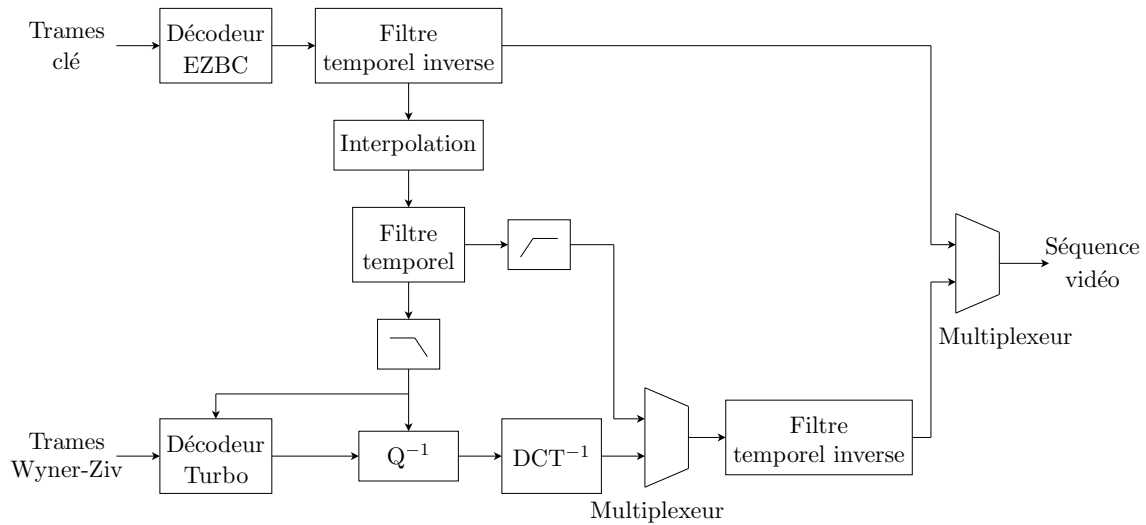 Trames
clé
Décodeur
EZBC
Filtre
temporel inverse
Interpolation
Filtre
temporel
Séquence
vidéo
Multiplexeur
Trames
Wyner-Ziv
Décodeur
Turbo
Q⁻¹
DCT⁻¹
Multiplexeur
Filtre
temporel inverse